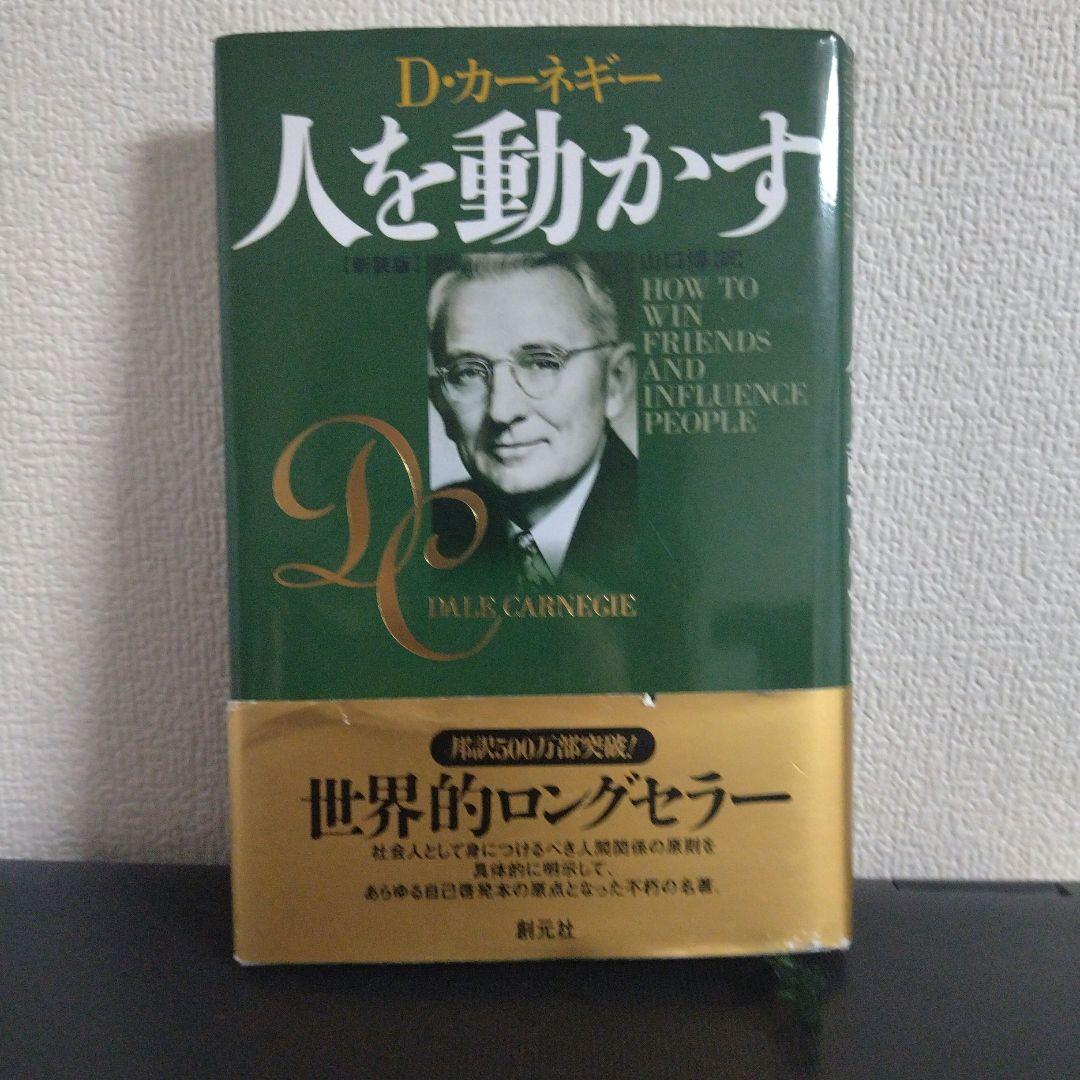 D・カーネギー
人を動かす
[新装版]
山口博 訳
HOW TO
WIN
FRIENDS
AND
INFLUENCE
PEOPLE
DC
DALE CARNEGIE
邦訳500万部突破!
世界的ロングセラー
社会人として身につけるべき人間関係の原則を
具体的に明示して、
あらゆる自己啓発本の原点となった不朽の名著。
創元社